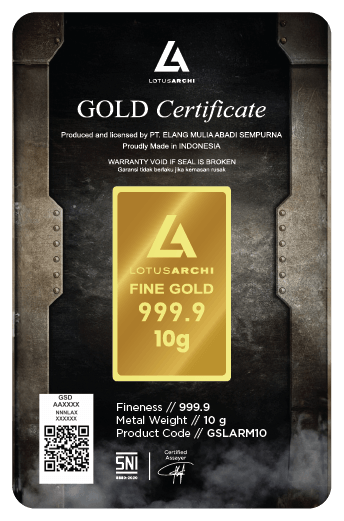 LOTUSARCHI
GOLD Certificate
Produced and licensed by PT. ELANG MULIA ABADI SEMPURNA
Proudly Made in INDONESIA
WARRANTY VOID IF SEAL IS BROKEN
Garansi tidak berlaku jika kemasan rusak
LOTUSARCHI
FINE GOLD
999.9
10g
GSD
AAXXXX
NNNLAX
XXXXXX
Fineness // 999.9
Metal Weight // 10 g
Product Code // GSLARM10
SNI
Certified
Assayer